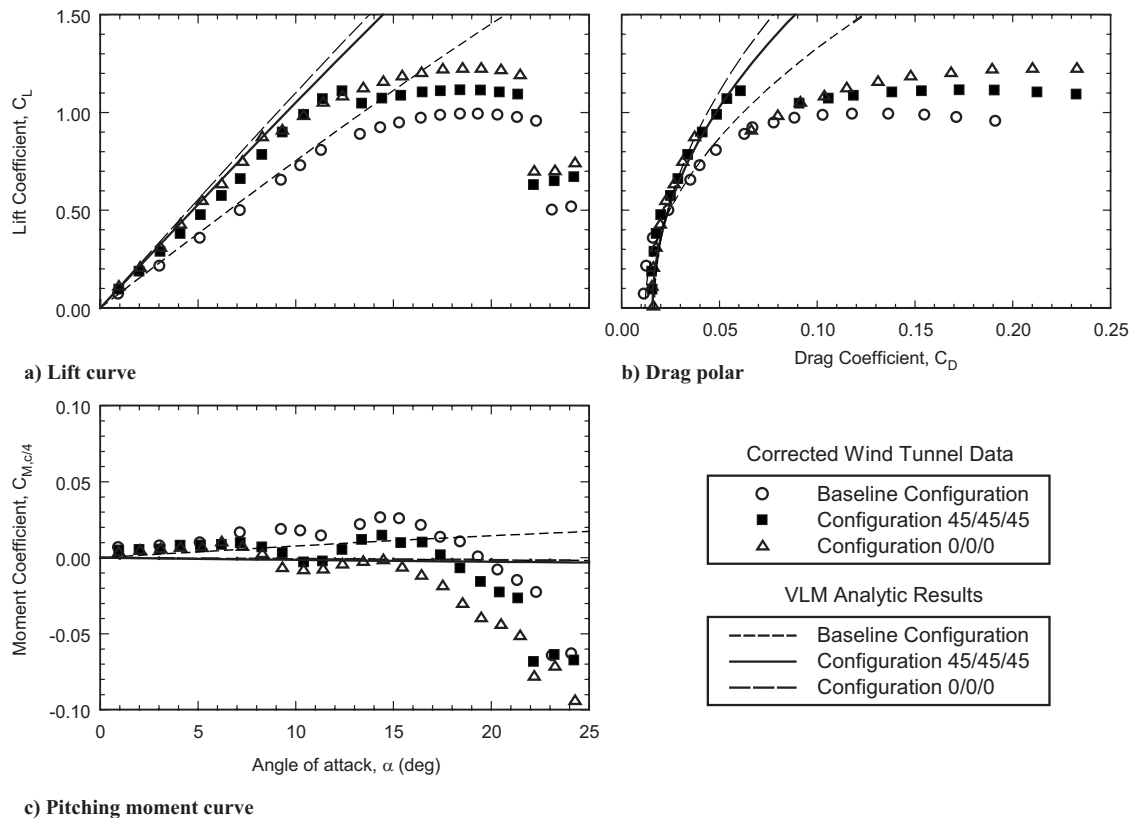 1.50
1.00
0.50
0.00
Lift Coefficient, C_L
a) Lift curve
0.00 0.05 0.10 0.15 0.20 0.25
Drag Coefficient, C_D
b) Drag polar
0.10
0.05
0.00
-0.05
-0.10
Moment Coefficient, C_M,c/4
0 5 10 15 20 25
Angle of attack, α (deg)
c) Pitching moment curve
Corrected Wind Tunnel Data
Baseline Configuration
Configuration 45/45/45
Configuration 0/0/0
VLM Analytic Results
Baseline Configuration
Configuration 45/45/45
Configuration 0/0/0